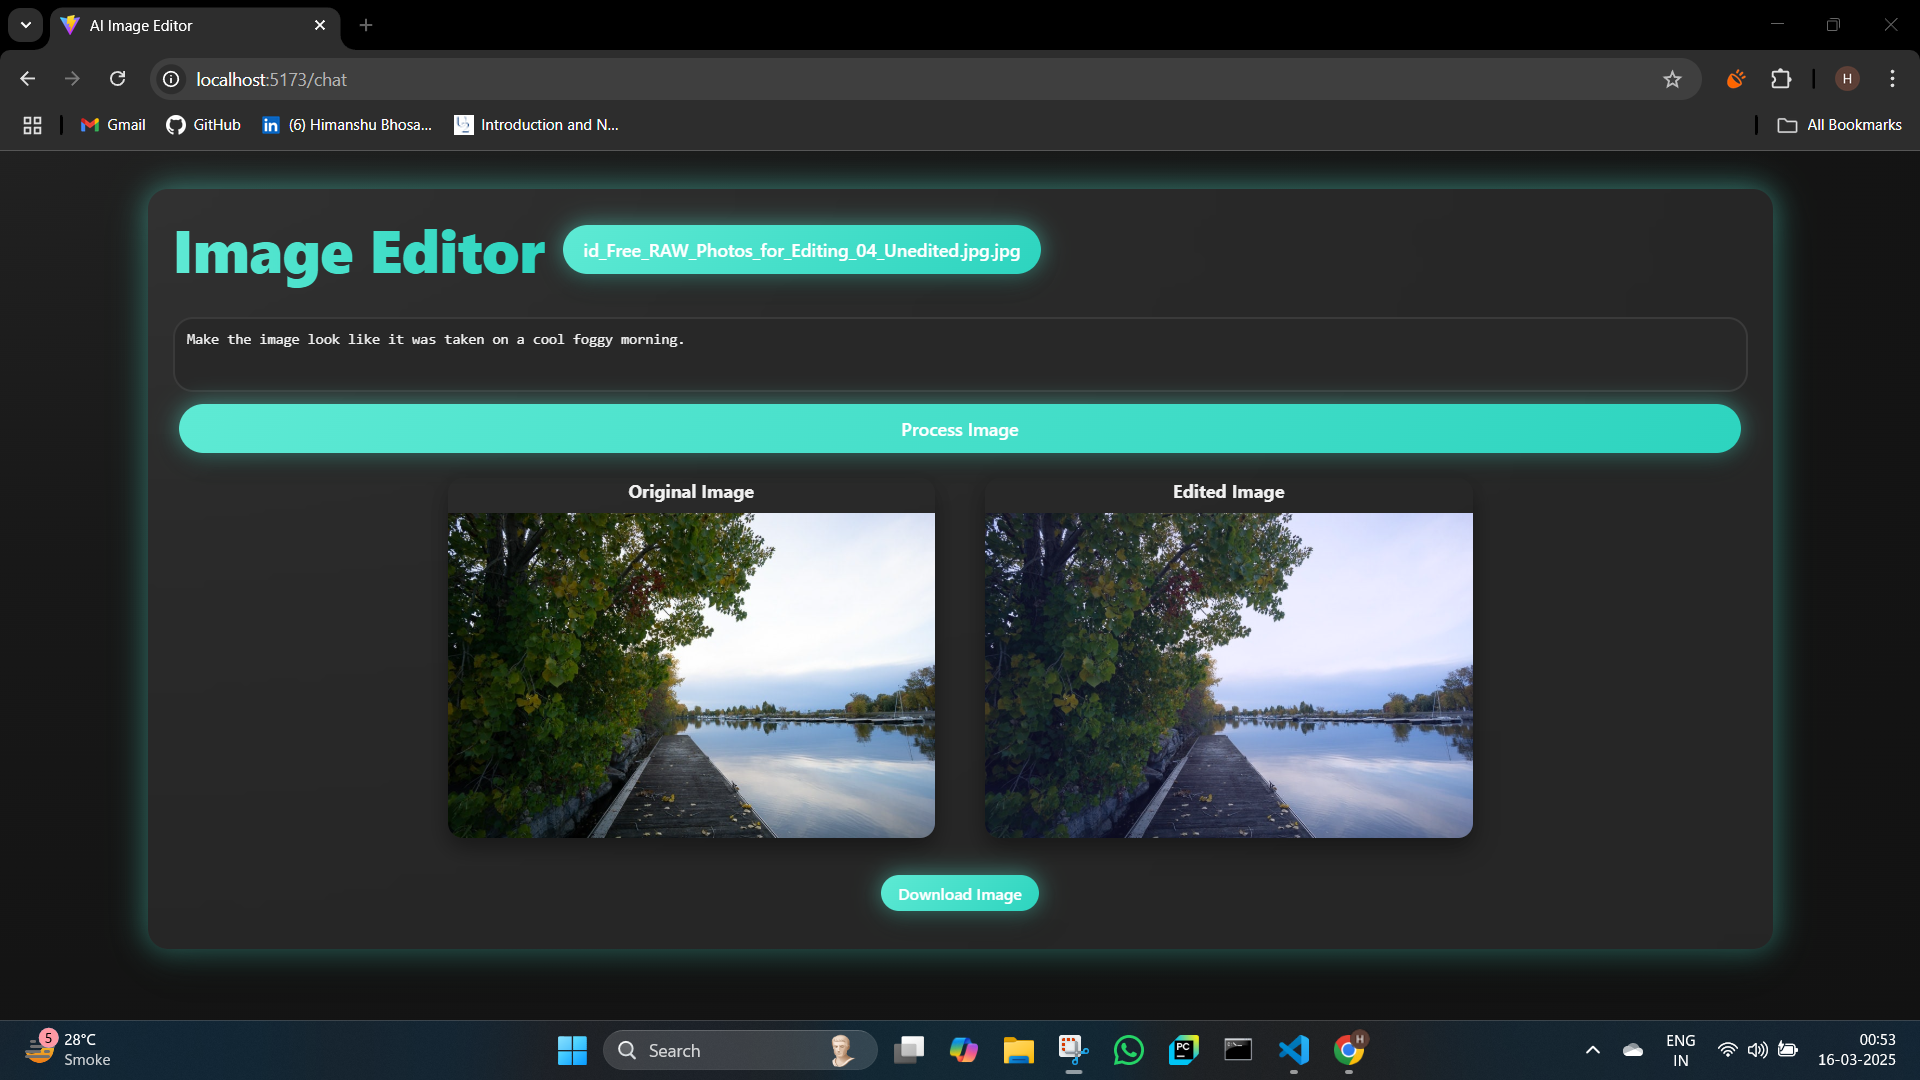 AI Image Editor
localhost:5173/chat
H
Gmail
GitHub
(6) Himanshu Bhosa...
Introduction and N...
All Bookmarks
Image Editor
id_Free_RAW_Photos_for_Editing_04_Unedited.jpg.jpg
Make the image look like it was taken on a cool foggy morning.
Process Image
Original Image
Edited Image
Download Image
5
28°C
Smoke
Search
PC
H
ENG
IN
00:53
16-03-2025